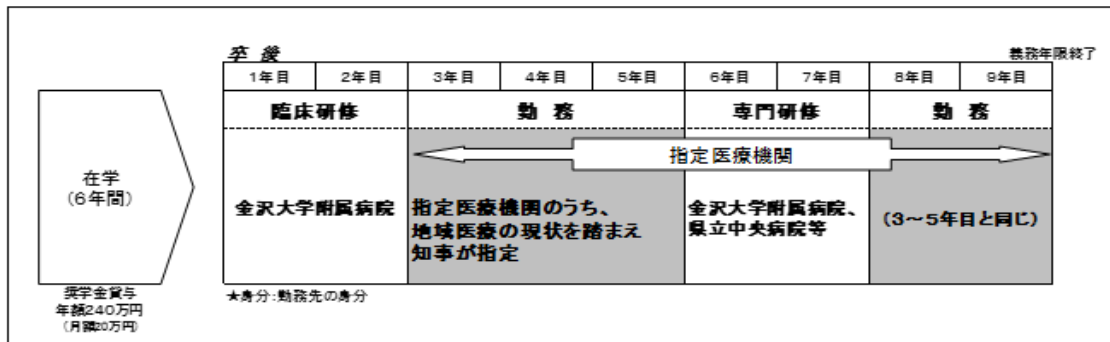 卒後
義務年限終了
1年目 2年目 3年目 4年目 5年目 6年目 7年目 8年目 9年目
臨床研修 勤務 専門研修 勤務
指定医療機関
在学
(6年間)
金沢大学附属病院
指定医療機関のうち、
地域医療の現状を踏まえ
知事が指定
金沢大学附属病院、
県立中央病院等
(3～5年目と同じ)
奨学金貸与
年額240万円
(月額20万円)
★身分:勤務先の身分